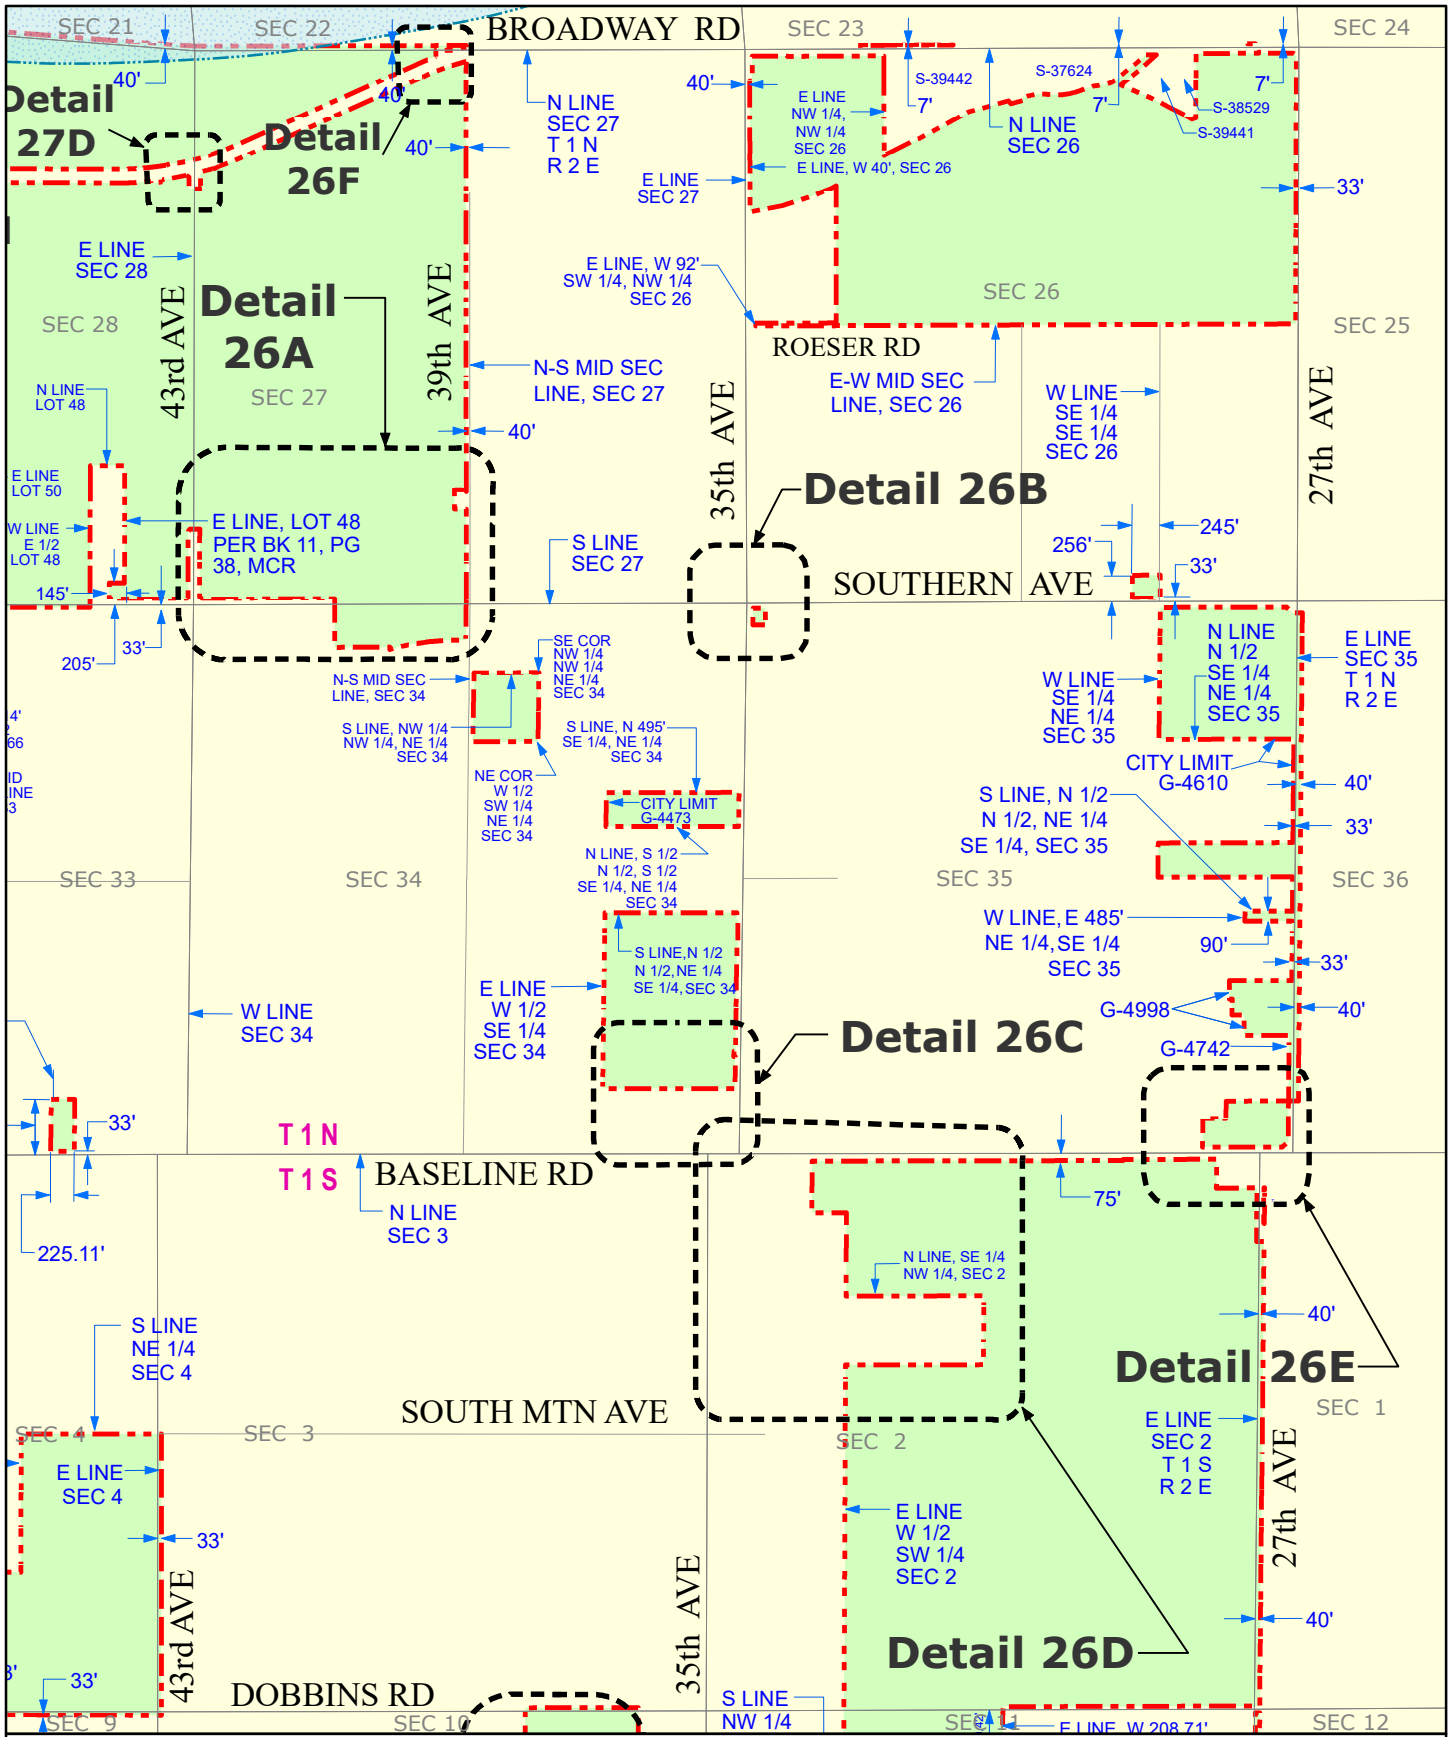 SEC 21
SEC 22
BROADWAY RD
SEC 23
SEC 24
40'
40'
40'
40'
Detail
27D
Detail
26F
N LINE
SEC 27
T 1 N
R 2 E
E LINE
NW 1/4,
NW 1/4
SEC 26
E LINE, W 40', SEC 26
S-39442
7'
S-37624
7'
7'
S-38529
S-39441
N LINE
SEC 26
33'
E LINE
SEC 27
E LINE
SEC 28
43rd AVE
SEC 28
Detail
26A
SEC 27
39th AVE
E LINE, W 92'
SW 1/4, NW 1/4
SEC 26
SEC 26
SEC 25
ROESER RD
N-S MID SEC
LINE, SEC 27
E-W MID SEC
LINE, SEC 26
W LINE
SE 1/4
SE 1/4
SEC 26
27th AVE
35th AVE
N LINE
LOT 48
40'
E LINE
LOT 50
W LINE
E 1/2
LOT 48
E LINE, LOT 48
PER BK 11, PG
38, MCR
Detail 26B
S LINE
SEC 27
245'
256'
33'
SOUTHERN AVE
145'
205'
33'
SE COR
NW 1/4
NW 1/4
NE 1/4
SEC 34
N-S MID SEC
LINE, SEC 34
S LINE, NW 1/4
NW 1/4, NE 1/4
SEC 34
S LINE, N 495'
SE 1/4, NE 1/4
SEC 34
N LINE
N 1/2
SE 1/4
NE 1/4
SEC 35
E LINE
SEC 35
T 1 N
R 2 E
W LINE
SE 1/4
NE 1/4
SEC 35
4'
66
ID
INE
3
NE COR
W 1/2
SW 1/4
NE 1/4
SEC 34
CITY LIMIT
G-4473
CITY LIMIT
G-4610
40'
33'
S LINE, N 1/2
N 1/2, NE 1/4
SE 1/4, SEC 35
N LINE, S 1/2
N 1/2, S 1/2
SE 1/4, NE 1/4
SEC 34
SEC 33
SEC 34
SEC 35
SEC 36
W LINE, E 485'
NE 1/4, SE 1/4
SEC 35
90'
33'
S LINE, N 1/2
N 1/2, NE 1/4
SE 1/4, SEC 34
E LINE
W 1/2
SE 1/4
SEC 34
W LINE
SEC 34
G-4998
40'
Detail 26C
G-4742
33'
T 1 N
T 1 S
BASELINE RD
N LINE
SEC 3
75'
225.11'
N LINE, SE 1/4
NW 1/4, SEC 2
40'
S LINE
NE 1/4
SEC 4
Detail 26E
SOUTH MTN AVE
SEC 4
SEC 3
SEC 2
SEC 1
E LINE
SEC 2
T 1 S
R 2 E
27th AVE
E LINE
SEC 4
33'
E LINE
W 1/2
SW 1/4
SEC 2
43rd AVE
35th AVE
40'
Detail 26D
3'
33'
DOBBINS RD
S LINE
NW 1/4
SEC 9
SEC 10
SEC 11
E LINE, W 208.71'
SEC 12